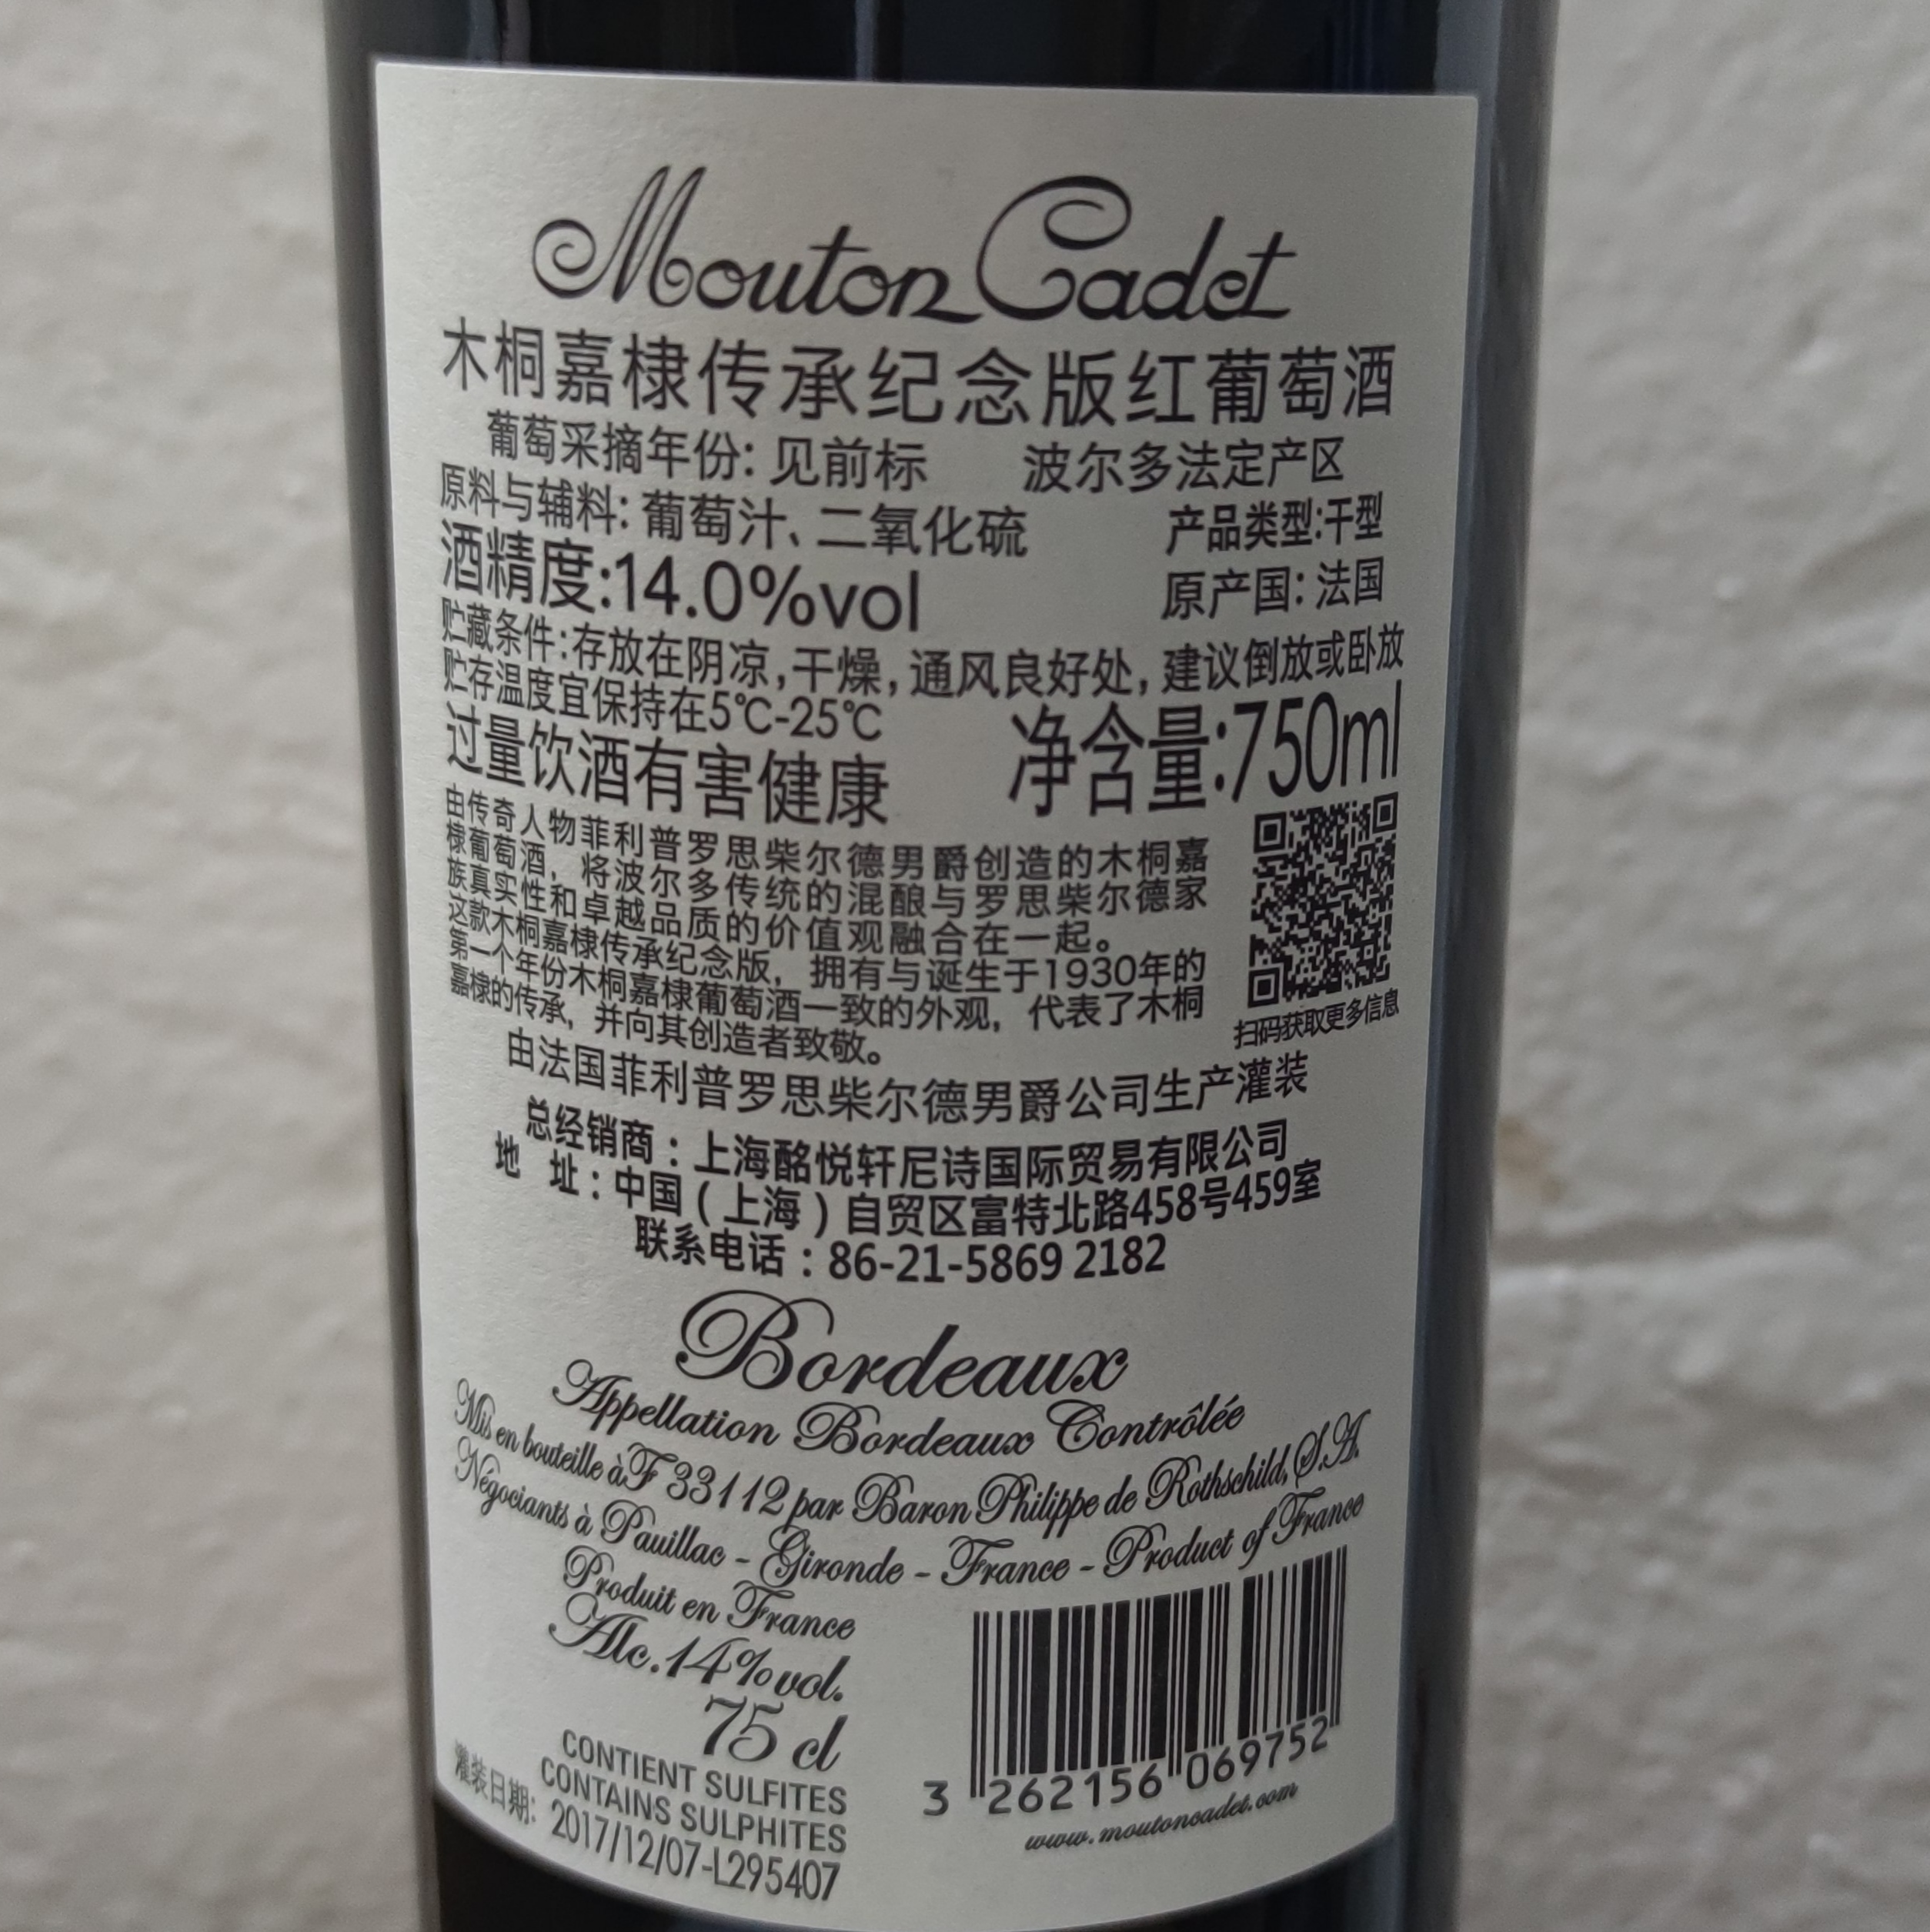 Mouton Cadet
木桐嘉棣传承纪念版红葡萄酒
葡萄采摘年份: 见前标 波尔多法定产区
原料与辅料: 葡萄汁、二氧化硫 产品类型:干型
酒精度:14.0%vol 原产国: 法国
贮藏条件:存放在阴凉,干燥,通风良好处,建议倒放或卧放
贮存温度宜保持在5℃-25℃
过量饮酒有害健康 净含量:750ml
由传奇人物菲利普罗思柴尔德男爵创造的木桐嘉
棣葡萄酒，将波尔多传统的混酿与罗思柴尔德家
族真实性和卓越品质的价值观融合在一起。
这款木桐嘉棣传承纪念版，拥有与诞生于1930年的
第一个年份木桐嘉棣葡萄酒一致的外观，代表了木桐
嘉棣的传承，并向其创造者致敬。
扫码获取更多信息
由法国菲利普罗思柴尔德男爵公司生产灌装
总经销商：上海酩悦轩尼诗国际贸易有限公司
地 址：中国（上海）自贸区富特北路458号459室
联系电话：86-21-5869 2182
Bordeaux
Appellation Bordeaux Contrôlée
Mis en bouteille à F 33112 par Baron Philippe de Rothschild, S.A.
Négociants à Pauillac - Gironde - France - Product of France
Produit en France
Alc. 14% vol.
75 cl
CONTIENT SULFITES
CONTAINS SULPHITES
灌装日期: 2017/12/07-L295407
3 262156 069752
www.moutoncadet.com